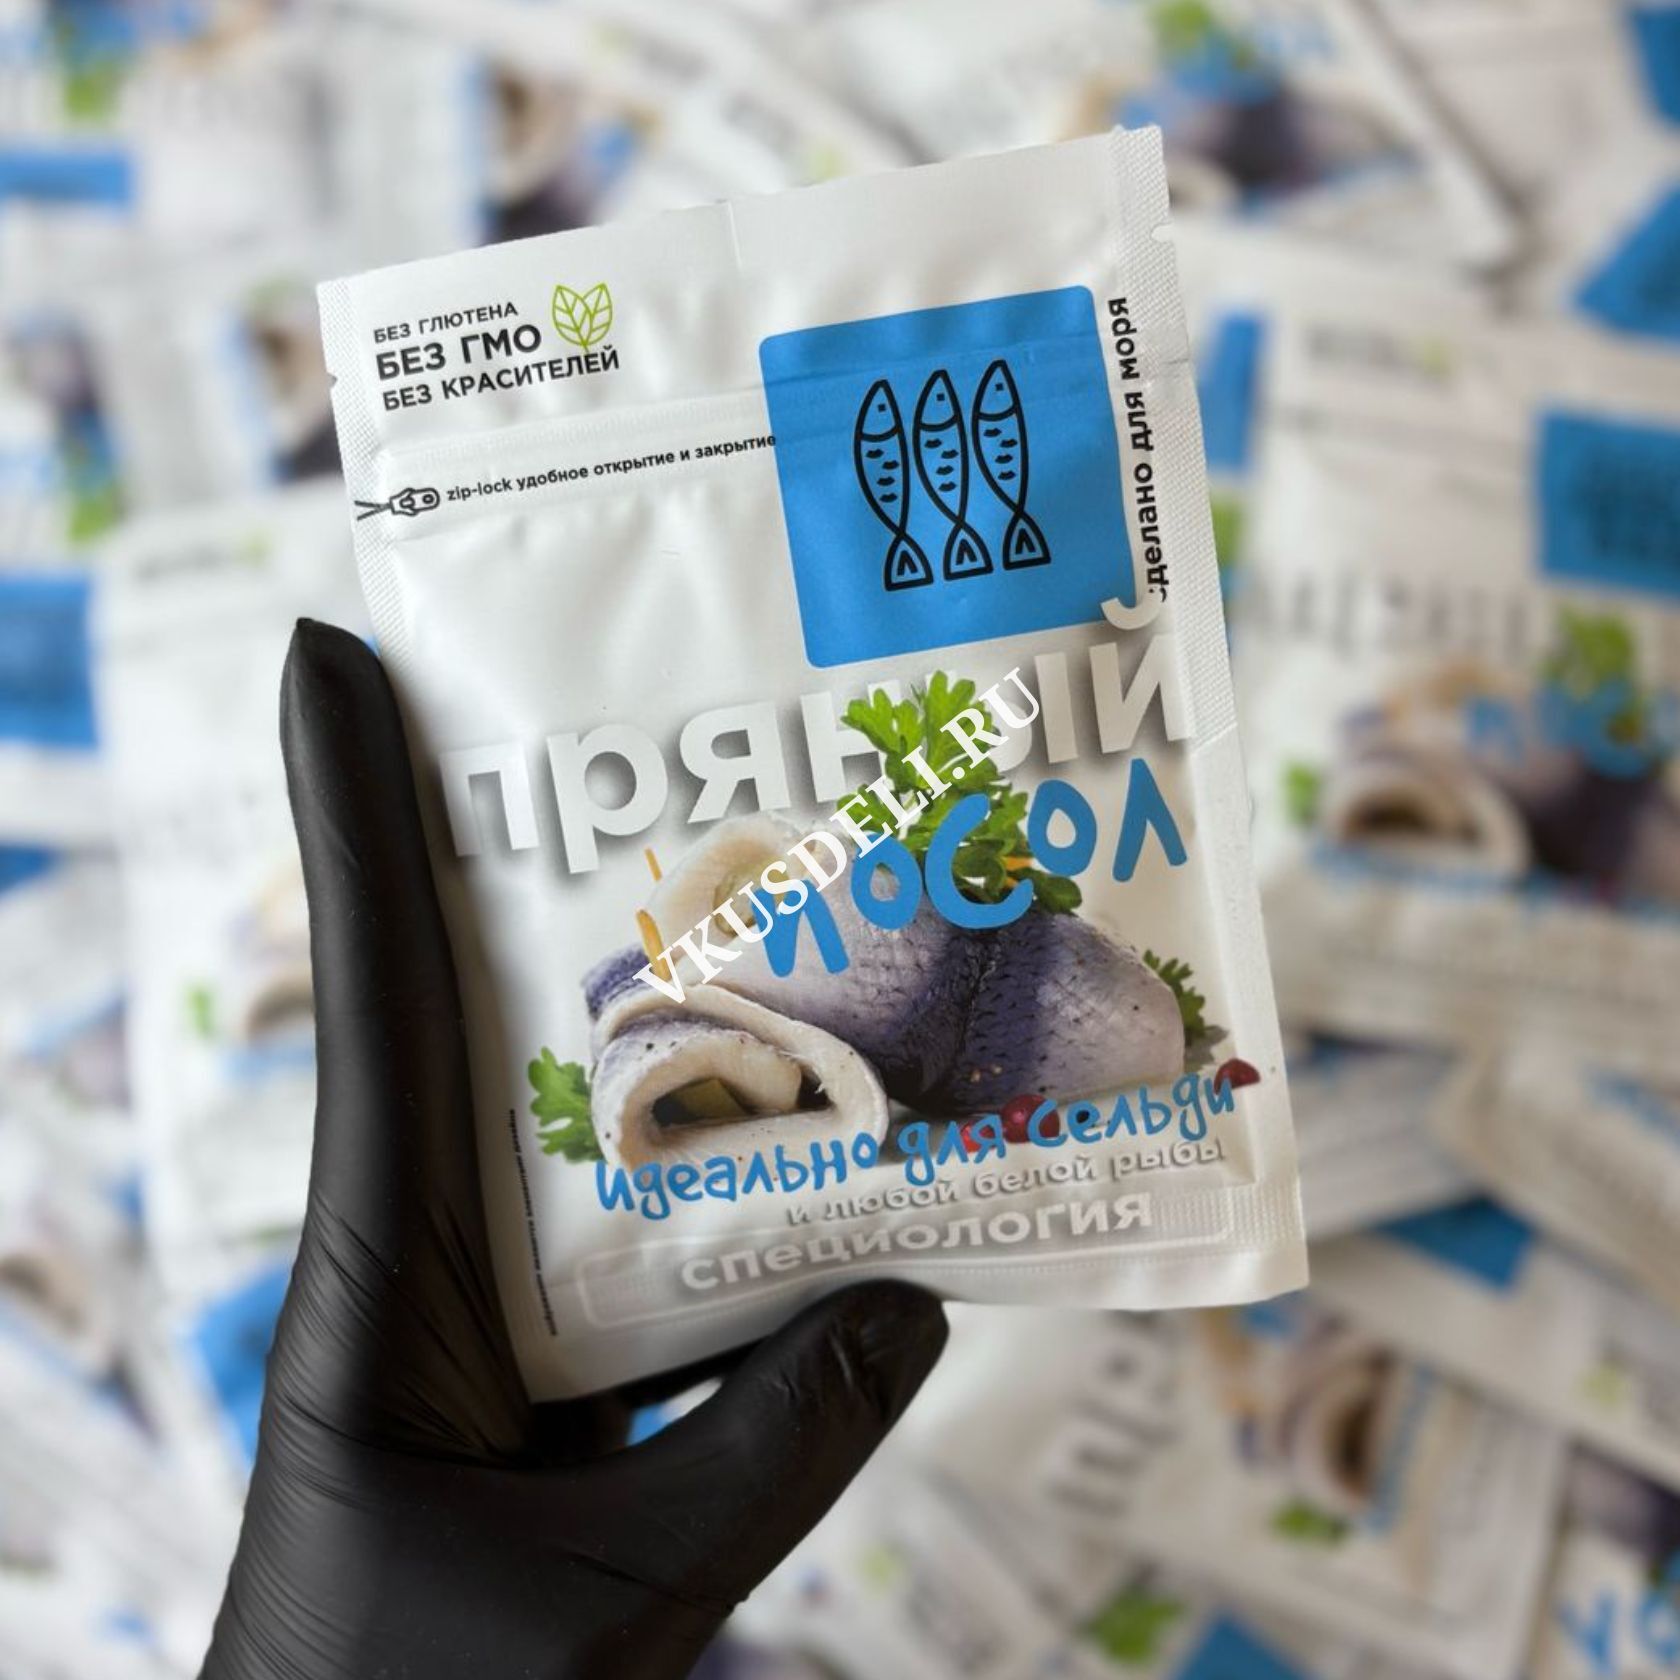 БЕЗ ГЛЮТЕНА
БЕЗ ГМО
БЕЗ КРАСИТЕЛЕЙ
zip-lock удобное открытие и закрытие
сделано для моря
пряный
посол
VKUSDELI.RU
идеально для сельди
и любой белой рыбы
специология